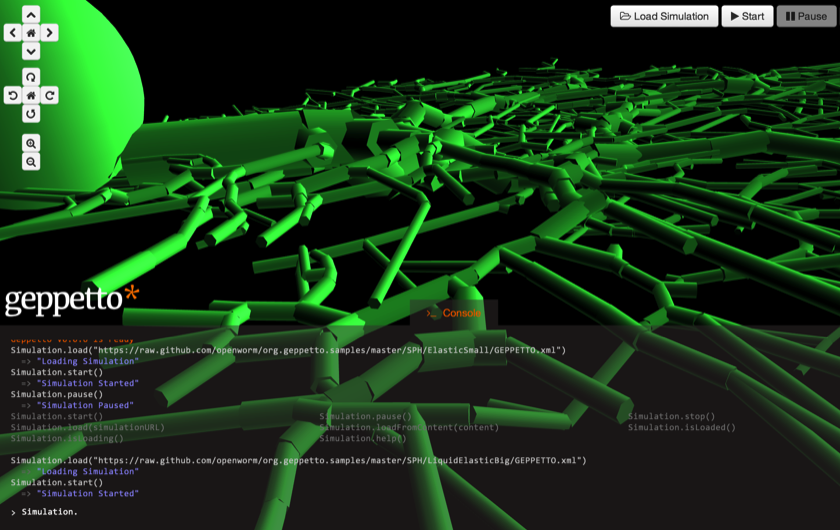 Load Simulation
Start
Pause
geppetto*
>_ Console
is ready
Simulation.load("https://raw.github.com/openworm/org.geppetto.samples/master/SPH/ElasticSmall/GEPPETTO.xml")
=> "Loading Simulation"
Simulation.start()
=> "Simulation Started"
Simulation.pause()
=> "Simulation Paused"
Simulation.start() Simulation.pause() Simulation.stop()
Simulation.load(simulationURL) Simulation.loadFromContent(content) Simulation.isLoaded()
Simulation.isLoading() Simulation.help()
Simulation.load("https://raw.github.com/openworm/org.geppetto.samples/master/SPH/LiquidElasticBig/GEPPETTO.xml")
"Loading Simulation"
Simulation.start()
=> "Simulation Started"
> Simulation.